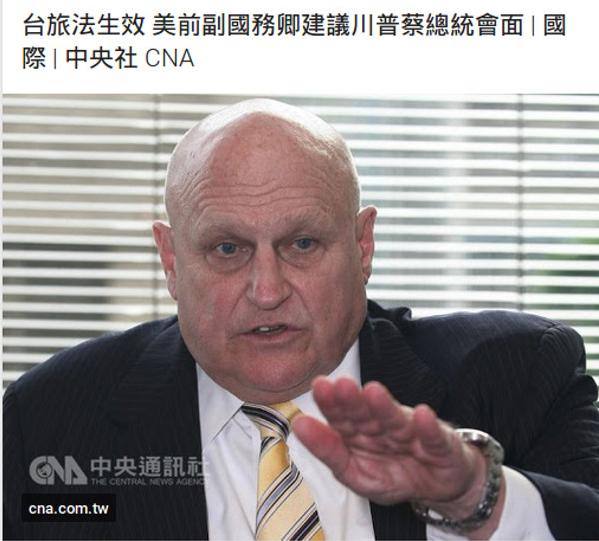 台旅法生效 美前副國務卿建議川普蔡總統會面 | 國
際 | 中央社 CNA
CNA 中央通訊社
THE CENTRAL NEWS AGENCY
cna.com.tw